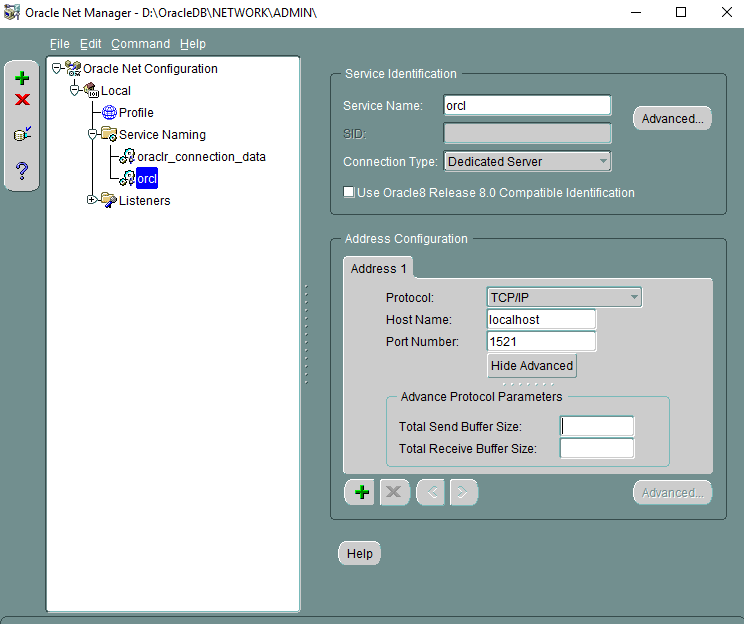 Oracle Net Manager - D:\OracleDB\NETWORK\ADMIN\
File Edit Command Help
Oracle Net Configuration
Local
Profile
Service Naming
oraclr_connection_data
orcl
Listeners
Service Identification
Service Name: orcl
Advanced...
SID:
Connection Type: Dedicated Server
Use Oracle8 Release 8.0 Compatible Identification
Address Configuration
Address 1
Protocol: TCP/IP
Host Name: localhost
Port Number: 1521
Hide Advanced
Advance Protocol Parameters
Total Send Buffer Size:
Total Receive Buffer Size:
Advanced...
Help